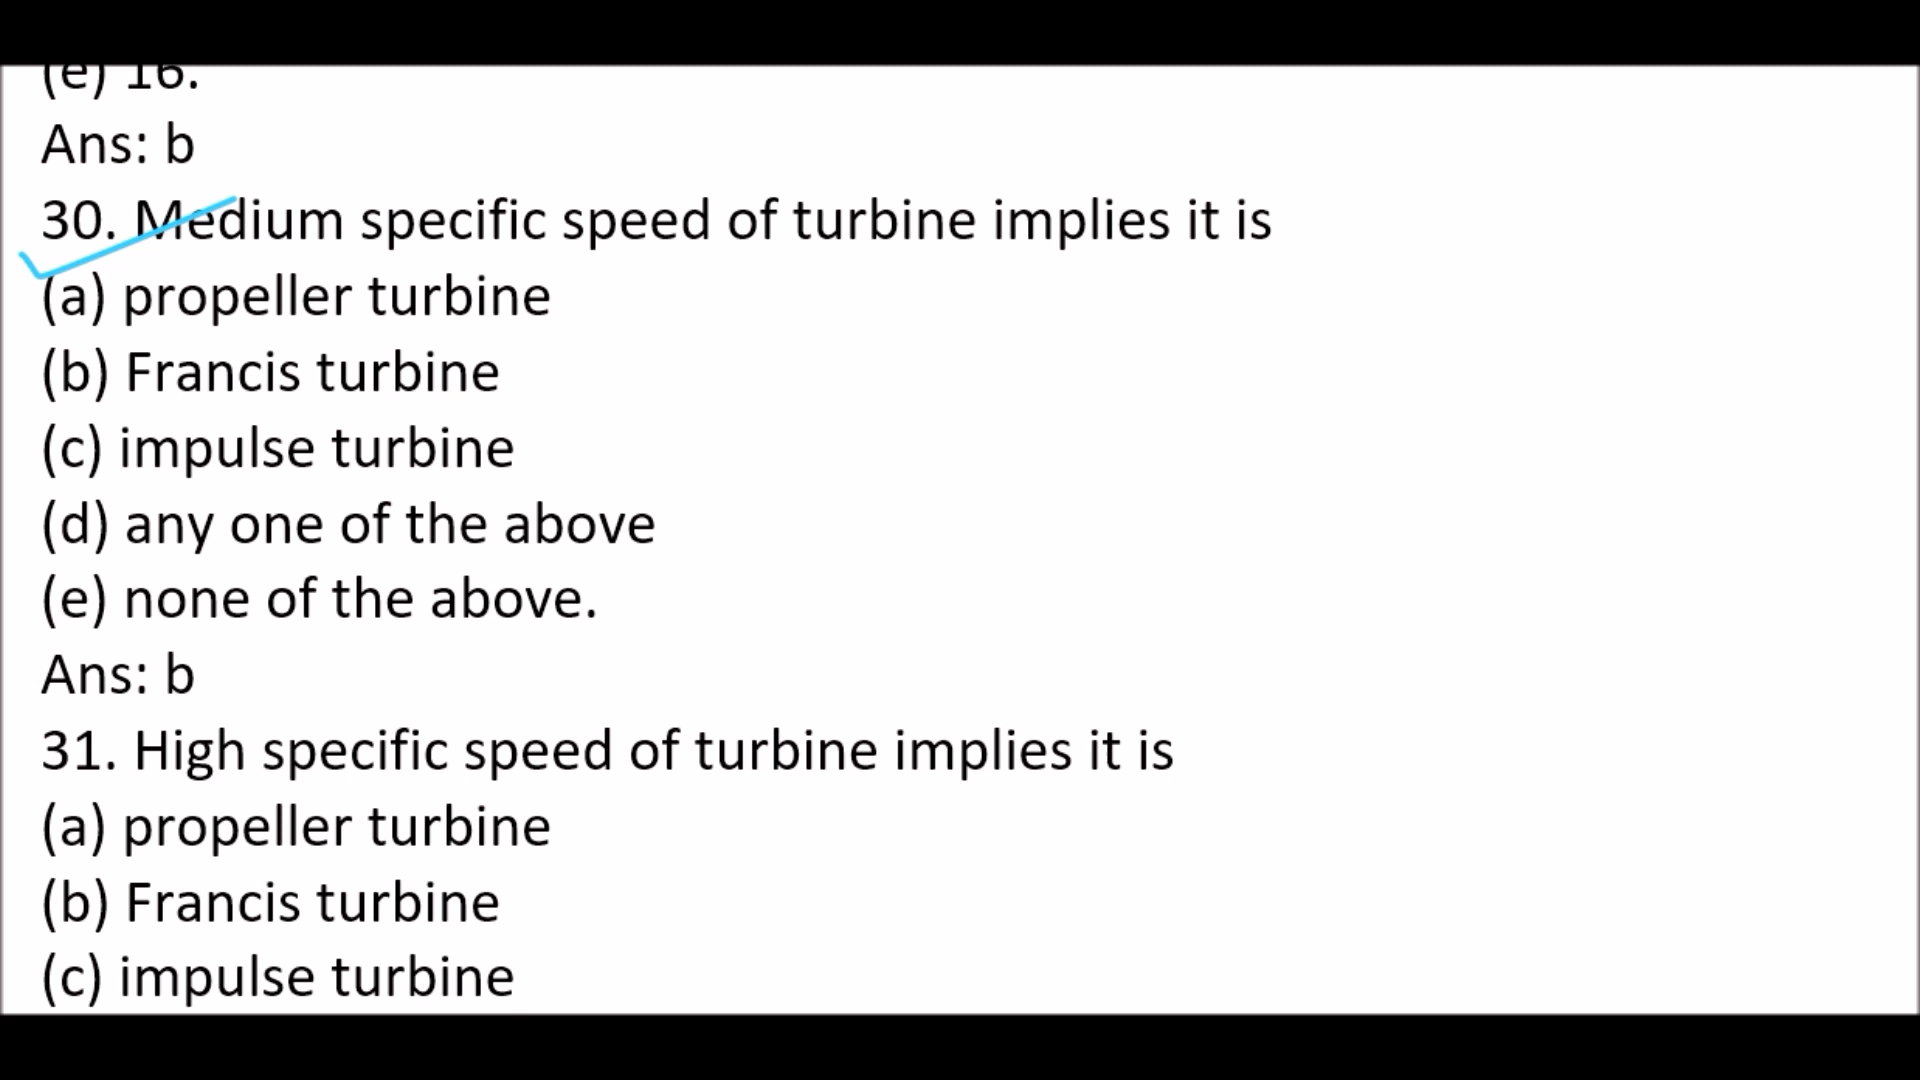 (e) 16.
Ans: b
30. Medium specific speed of turbine implies it is
(a) propeller turbine
(b) Francis turbine
(c) impulse turbine
(d) any one of the above
(e) none of the above.
Ans: b
31. High specific speed of turbine implies it is
(a) propeller turbine
(b) Francis turbine
(c) impulse turbine